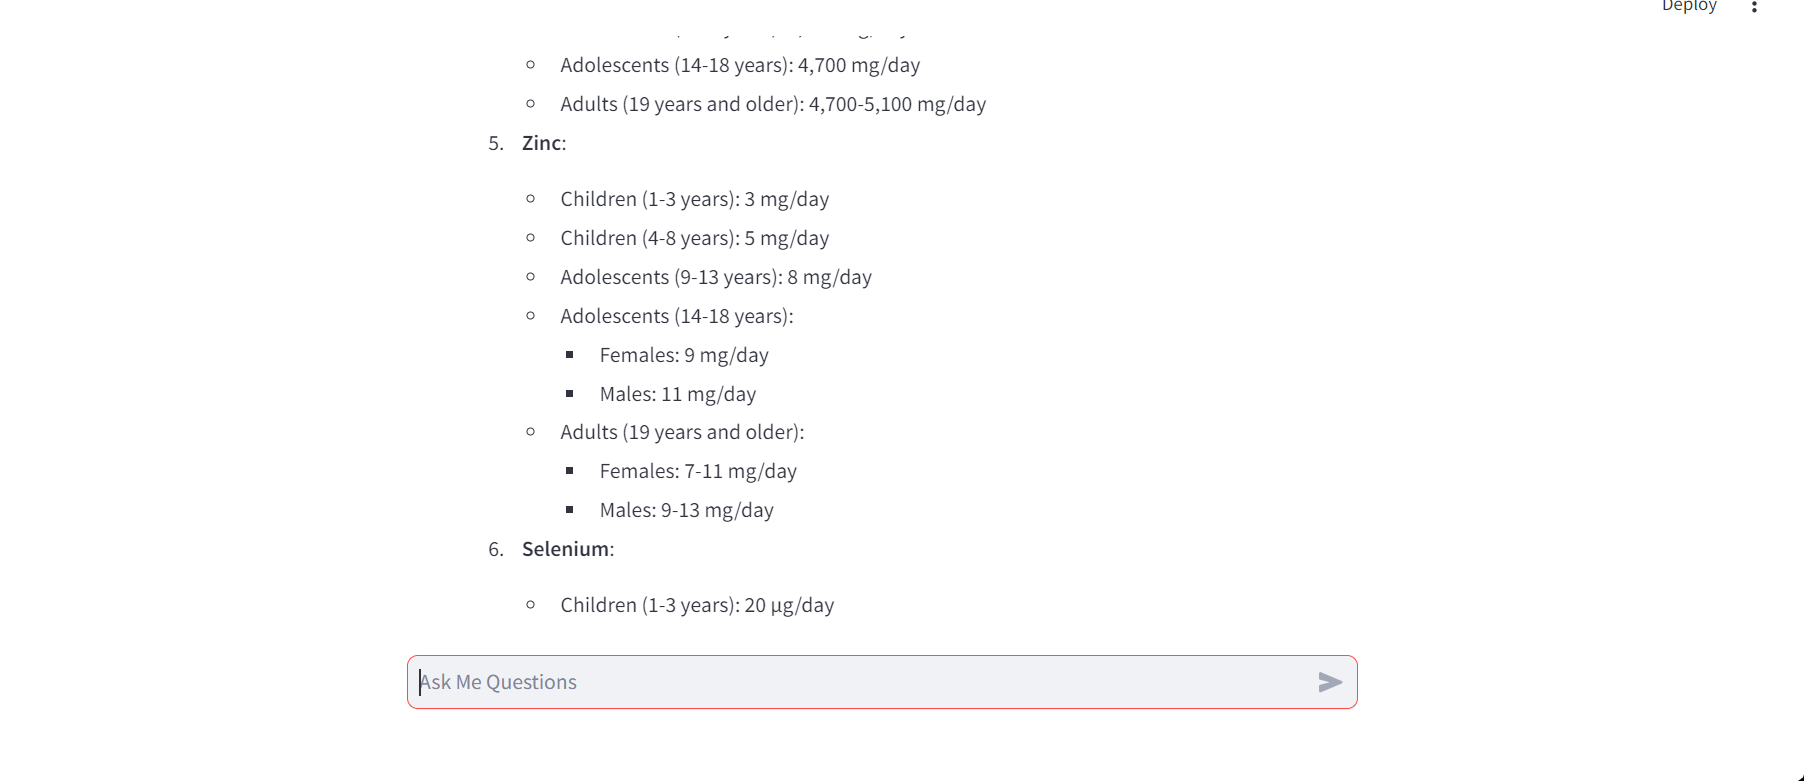 Deploy
Adolescents (14-18 years): 4,700 mg/day
Adults (19 years and older): 4,700-5,100 mg/day
5. Zinc:
Children (1-3 years): 3 mg/day
Children (4-8 years): 5 mg/day
Adolescents (9-13 years): 8 mg/day
Adolescents (14-18 years):
Females: 9 mg/day
Males: 11 mg/day
Adults (19 years and older):
Females: 7-11 mg/day
Males: 9-13 mg/day
6. Selenium:
Children (1-3 years): 20 µg/day
Ask Me Questions